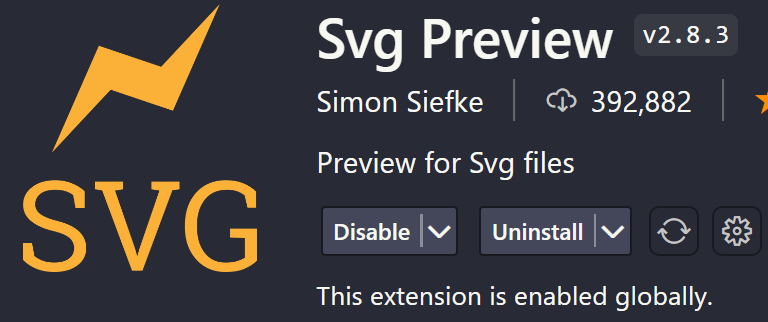 SVG
Svg Preview v2.8.3
Simon Siefke 392,882
Preview for Svg files
Disable Uninstall
This extension is enabled globally.